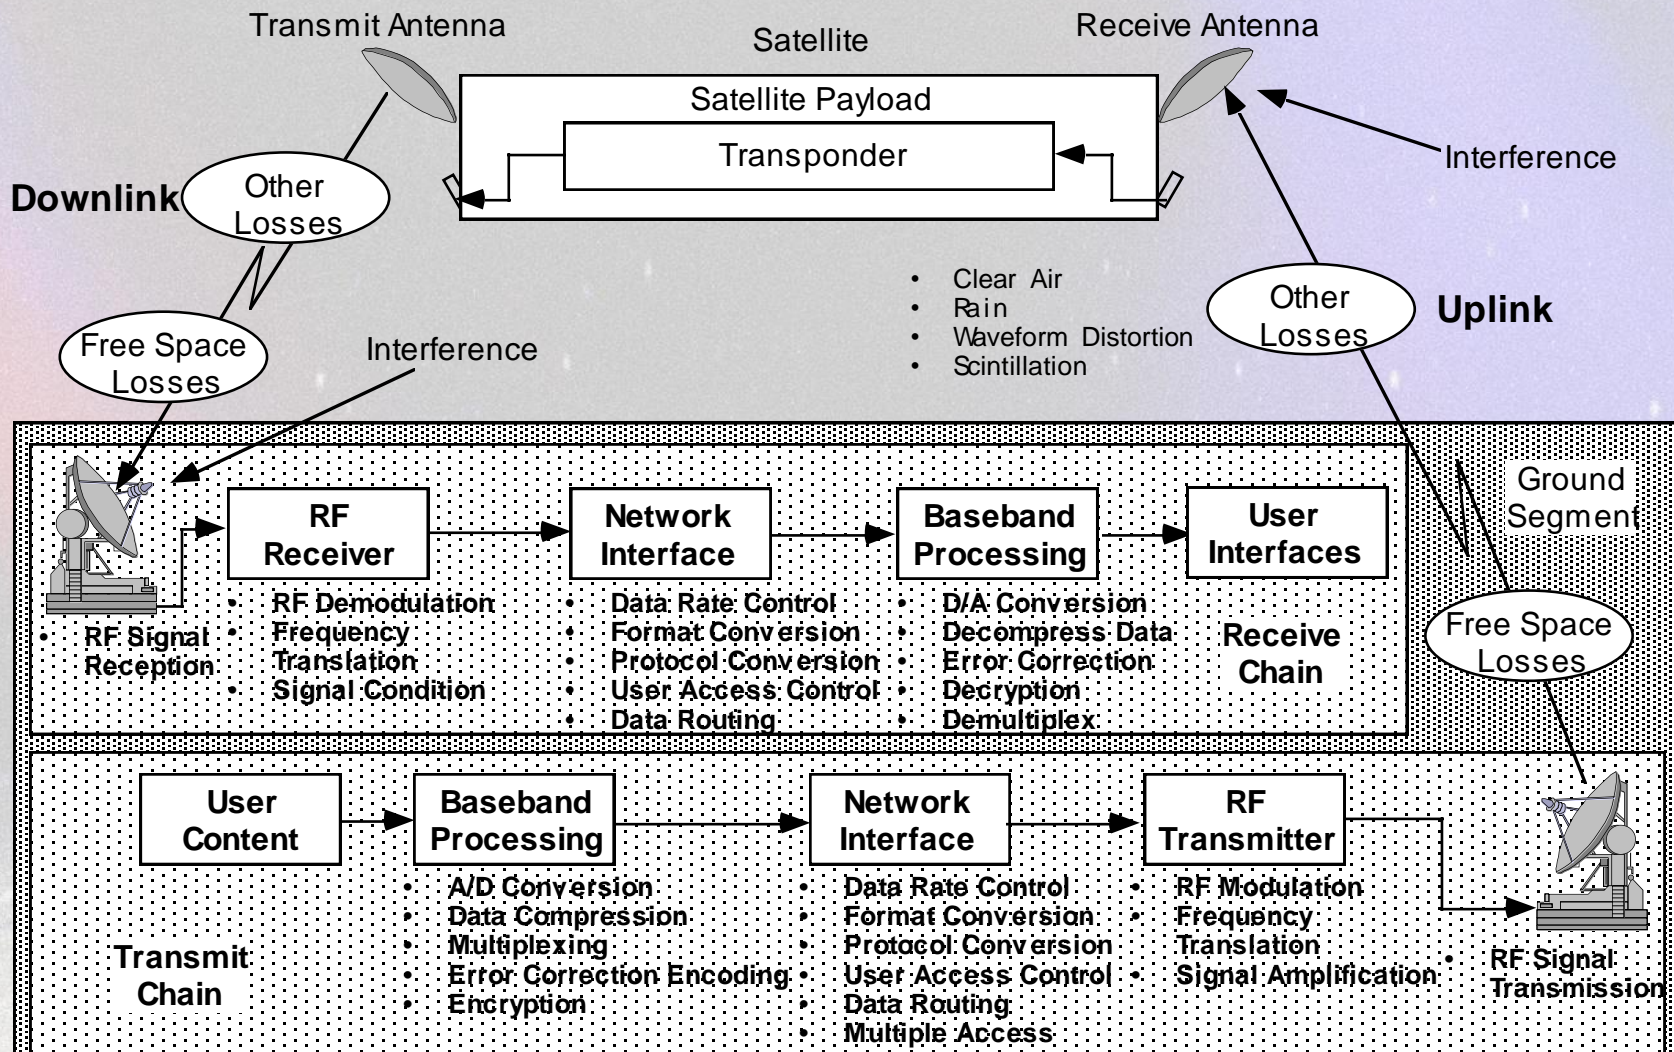 Transmit Antenna
Satellite
Receive Antenna
Satellite Payload
Transponder
Interference
Downlink
Other
Losses
• Clear Air
• Rain
• Waveform Distortion
• Scintillation
Other
Losses
Uplink
Free Space
Losses
Interference
Ground
Segment
RF
Receiver
Network
Interface
Baseband
Processing
User
Interfaces
• RF Signal
Reception
• RF Demodulation
• Frequency
Translation
• Signal Condition
• Data Rate Control
• Format Conversion
• Protocol Conversion
• User Access Control
• Data Routing
• D/A Conversion
• Decompress Data
• Error Correction
• Decryption
• Demultiplex
Receive
Chain
Free Space
Losses
User
Content
Baseband
Processing
Network
Interface
RF
Transmitter
Transmit
Chain
• A/D Conversion
• Data Compression
• Multiplexing
• Error Correction Encoding
• Encryption
• Data Rate Control
• Format Conversion
• Protocol Conversion
• User Access Control
• Data Routing
• Multiple Access
• RF Modulation
• Frequency
Translation
• Signal Amplification
• RF Signal
Transmission